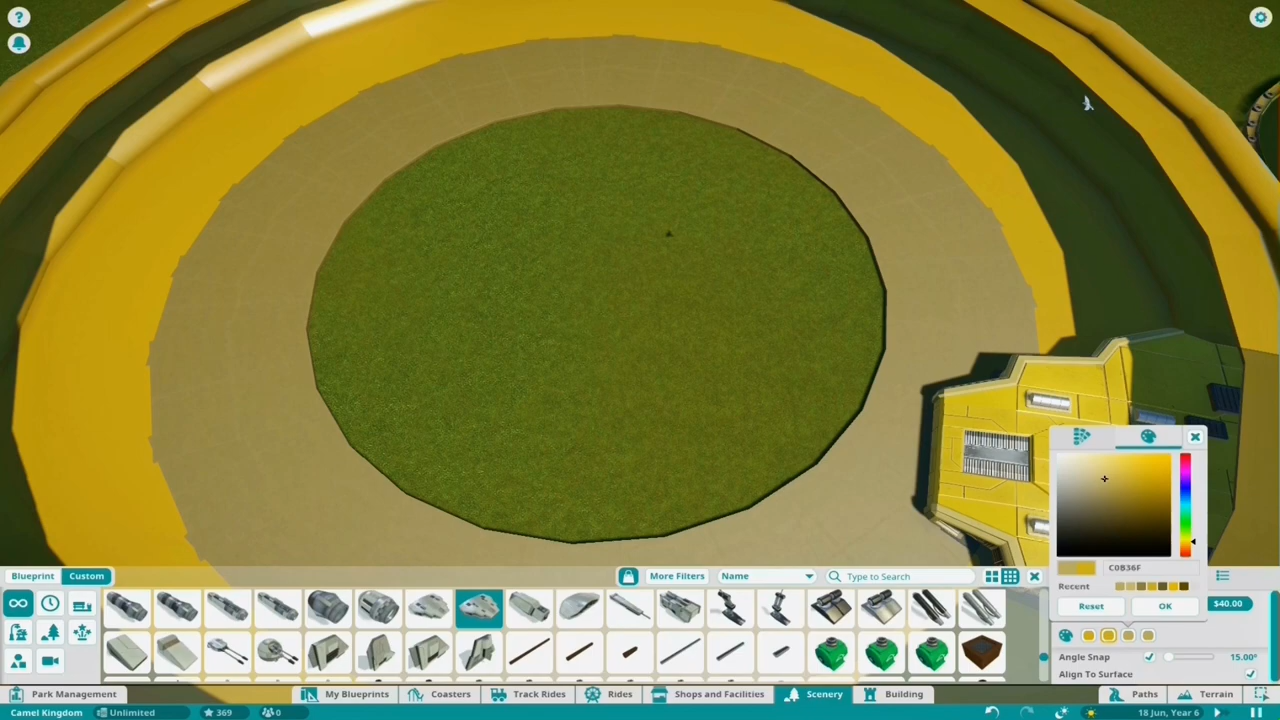 ?
Blueprint Custom More Filters Name Type to Search
C0B36F
Recent
Reset OK $40.00
Angle Snap 15.00°
Align To Surface
Park Management My Blueprints Coasters Track Rides Rides Shops and Facilities Scenery Building Paths Terrain
Camel Kingdom Unlimited 369 0 18 Jun, Year 6